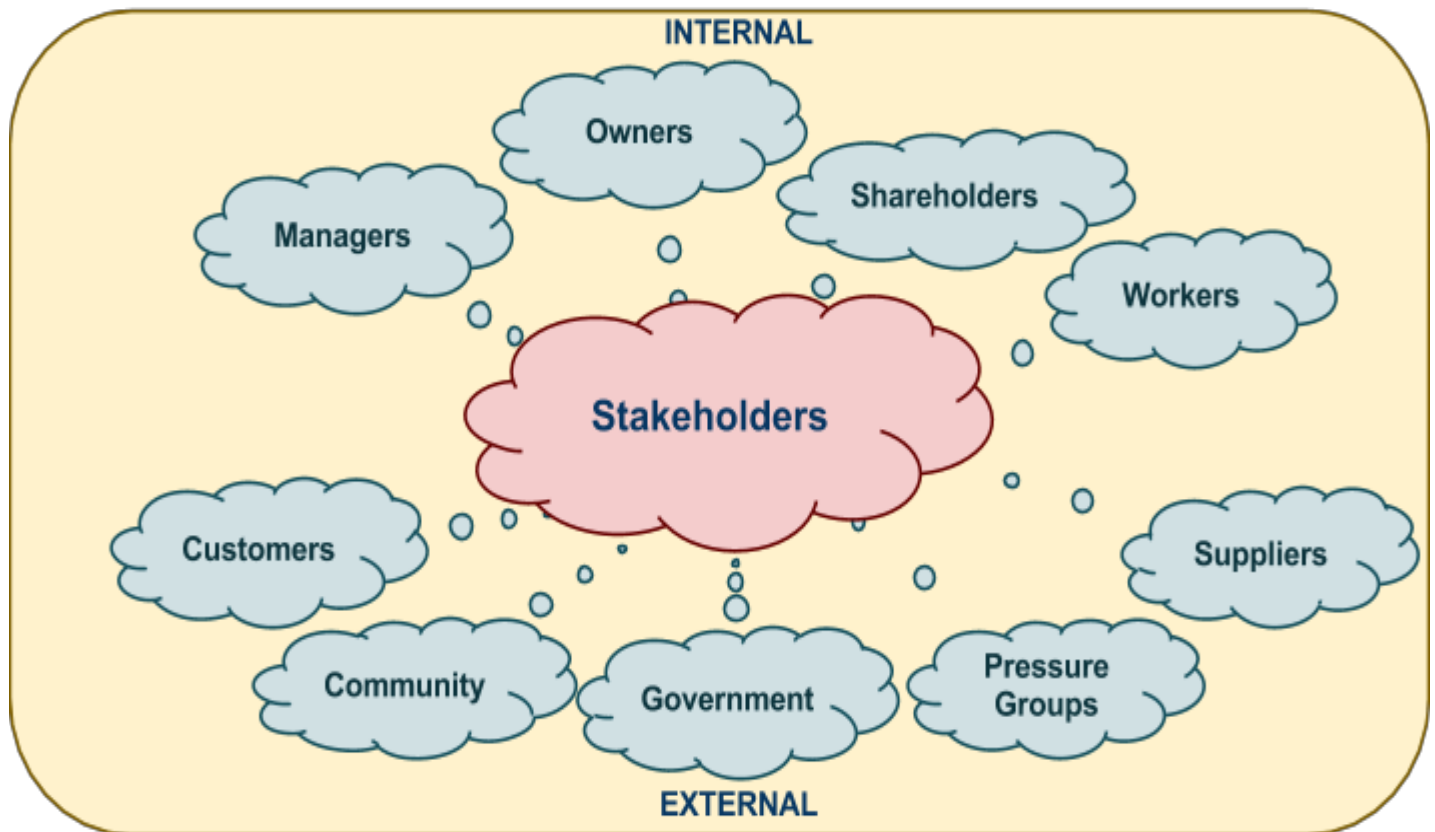 INTERNAL
Owners
Shareholders
Managers
Workers
Stakeholders
Customers
Suppliers
Community
Government
Pressure
Groups
EXTERNAL